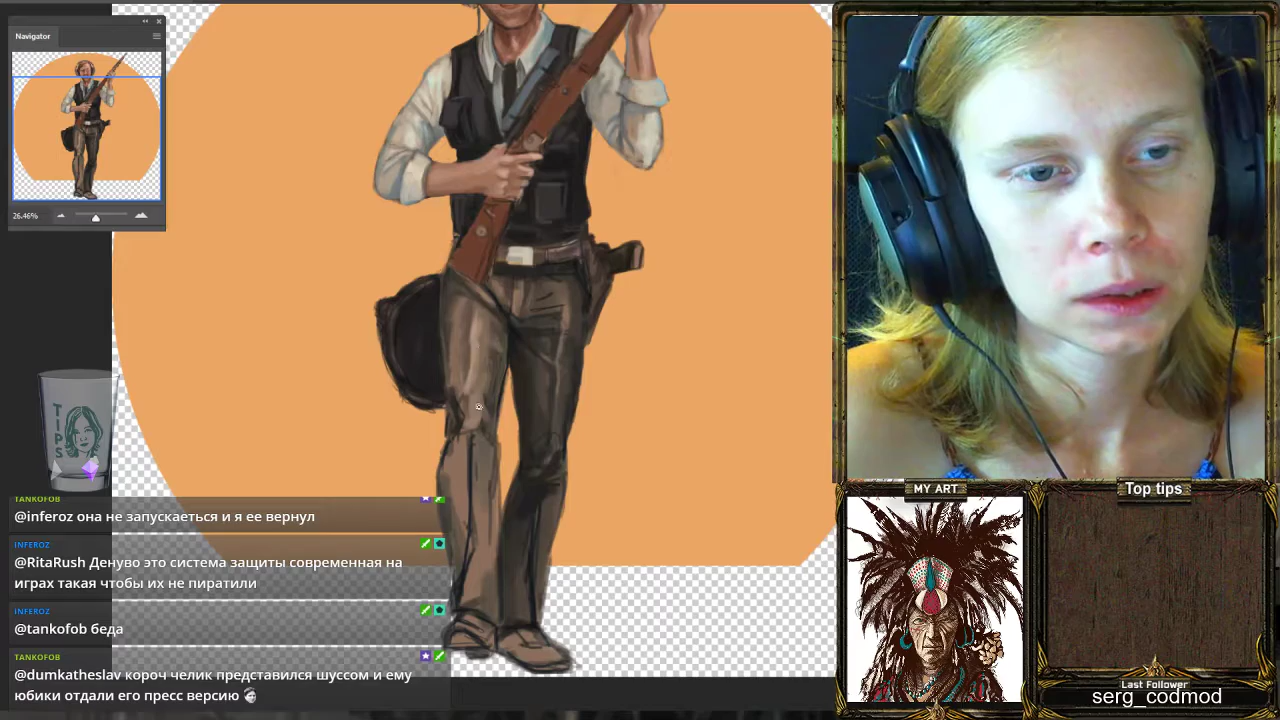 Navigator
26.46%
TIPS
TANKOFOB
@inferoz она не запускаеться и я ее вернул
INFEROZ
@RitaRush Денуво это система защиты современная на
играх такая чтобы их не пиратили
INFEROZ
@tankofob беда
TANKOFOB
@dumkatheslav короч челик представился шуссом и ему
юбики отдали его пресс версию
MY ART
Top tips
Last Follower
serg_codmod